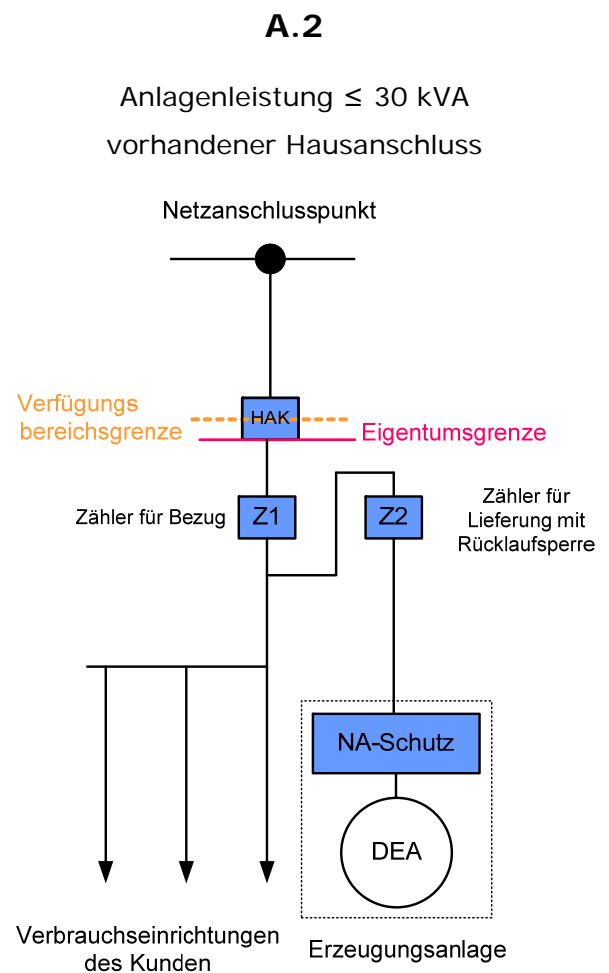 A.2
Anlagenleistung ≤ 30 kVA
vorhandener Hausanschluss
Netzanschlusspunkt
Verfügungs
bereichsgrenze
HAK
Eigentumsgrenze
Zähler für Bezug
Z1
Z2
Zähler für
Lieferung mit
Rücklaufsperre
NA-Schutz
DEA
Verbrauchseinrichtungen
des Kunden
Erzeugungsanlage